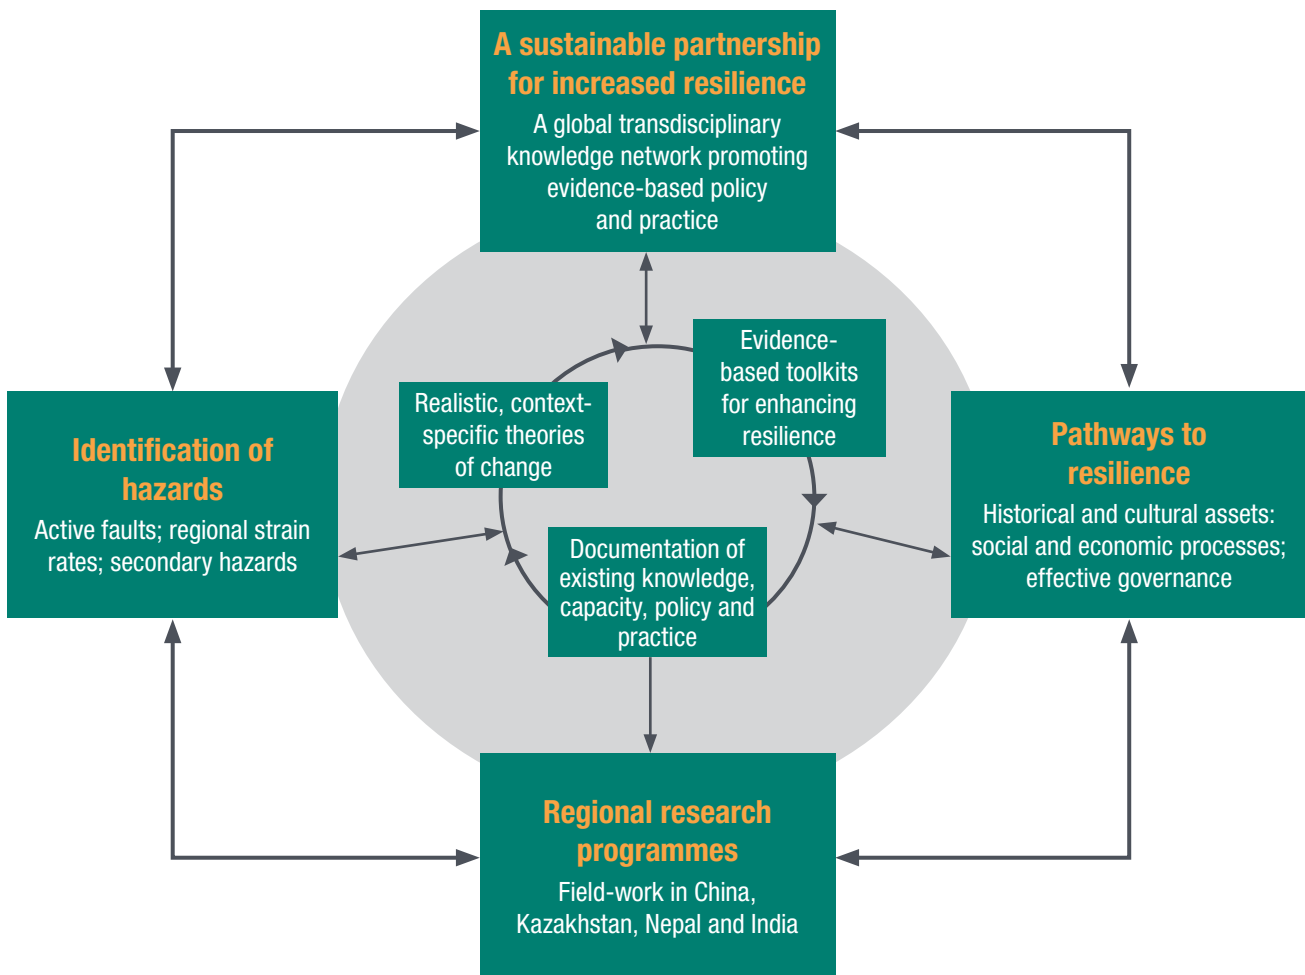 A sustainable partnership
for increased resilience
A global transdisciplinary
knowledge network promoting
evidence-based policy
and practice
Evidence-
based toolkits
for enhancing
resilience
Realistic, context-
specific theories
of change
Identification of
hazards
Active faults; regional strain
rates; secondary hazards
Pathways to
resilience
Historical and cultural assets:
social and economic processes;
effective governance
Documentation of
existing knowledge,
capacity, policy and
practice
Regional research
programmes
Field-work in China,
Kazakhstan, Nepal and India